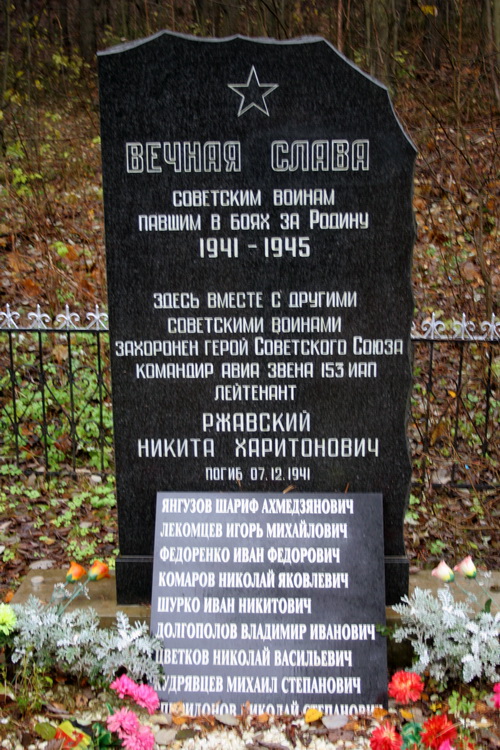 ВЕЧНАЯ СЛАВА
СОВЕТСКИМ ВОИНАМ
ПАВШИМ В БОЯХ ЗА РОДИНУ
1941 - 1945
ЗДЕСЬ ВМЕСТЕ С ДРУГИМИ
СОВЕТСКИМИ ВОИНАМИ
ЗАХОРОНЕН ГЕРОЙ СОВЕТСКОГО СОЮЗА
КОМАНДИР АВИА ЗВЕНА 153 ИАП
ЛЕЙТЕНАНТ
РЖАВСКИЙ
НИКИТА ХАРИТОНОВИЧ
ПОГИБ 07.12.1941
ЯНГУЗОВ ШАРИФ АХМЕДЗЯНОВИЧ
ЛЕКОМЦЕВ ИГОРЬ МИХАЙЛОВИЧ
ФЕДОРЕНКО ИВАН ФЕДОРОВИЧ
КОМАРОВ НИКОЛАЙ ЯКОВЛЕВИЧ
ШУРКО ИВАН НИКИТОВИЧ
ДОЛГОПОЛОВ ВЛАДИМИР ИВАНОВИЧ
ЦВЕТКОВ НИКОЛАЙ ВАСИЛЬЕВИЧ
КУДРЯВЦЕВ МИХАИЛ СТЕПАНОВИЧ
НИКОЛАЙ СТЕПАНОВИЧ